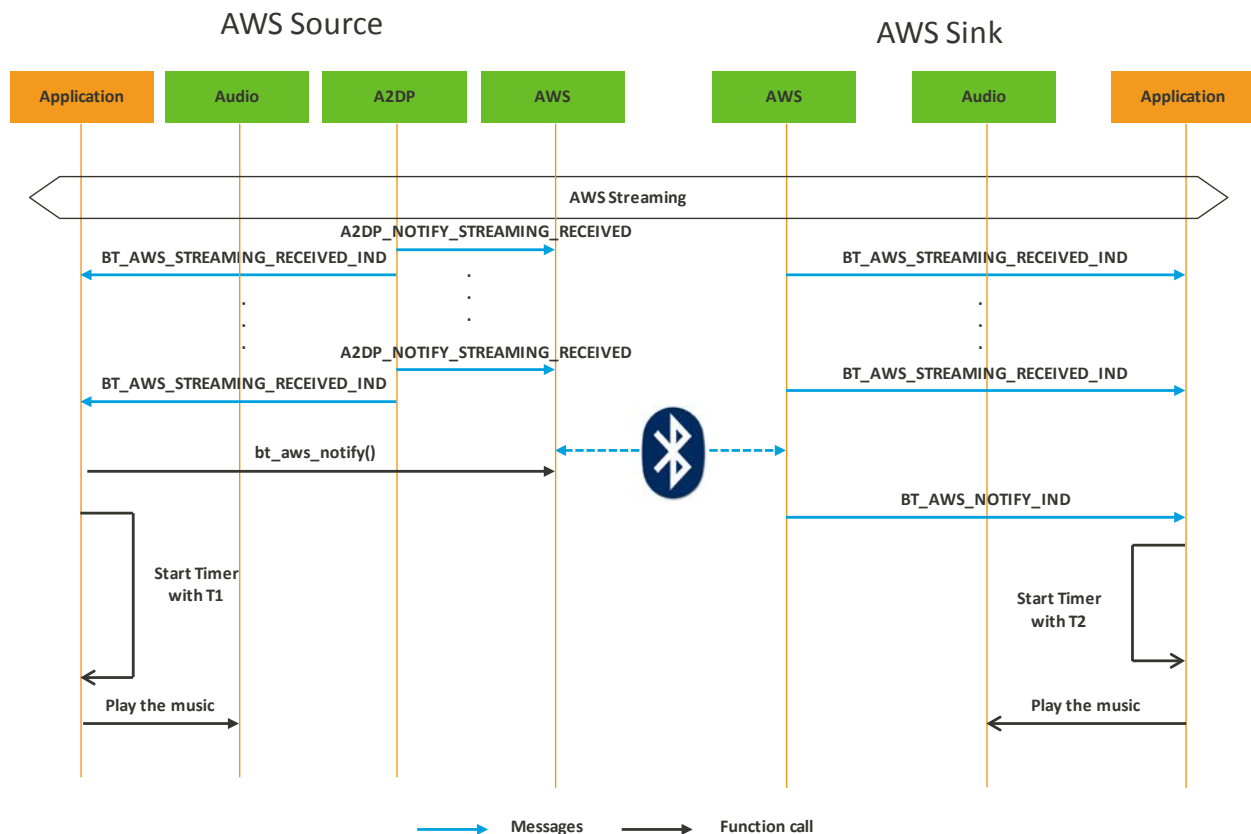 AWS Source
AWS Sink
Application
Audio
A2DP
AWS
AWS
Audio
Application
AWS Streaming
A2DP_NOTIFY_STREAMING_RECEIVED
BT_AWS_STREAMING_RECEIVED_IND
BT_AWS_STREAMING_RECEIVED_IND
A2DP_NOTIFY_STREAMING_RECEIVED
BT_AWS_STREAMING_RECEIVED_IND
BT_AWS_STREAMING_RECEIVED_IND
bt_aws_notify()
BT_AWS_NOTIFY_IND
Start Timer
with T1
Start Timer
with T2
Play the music
Play the music
Messages
Function call